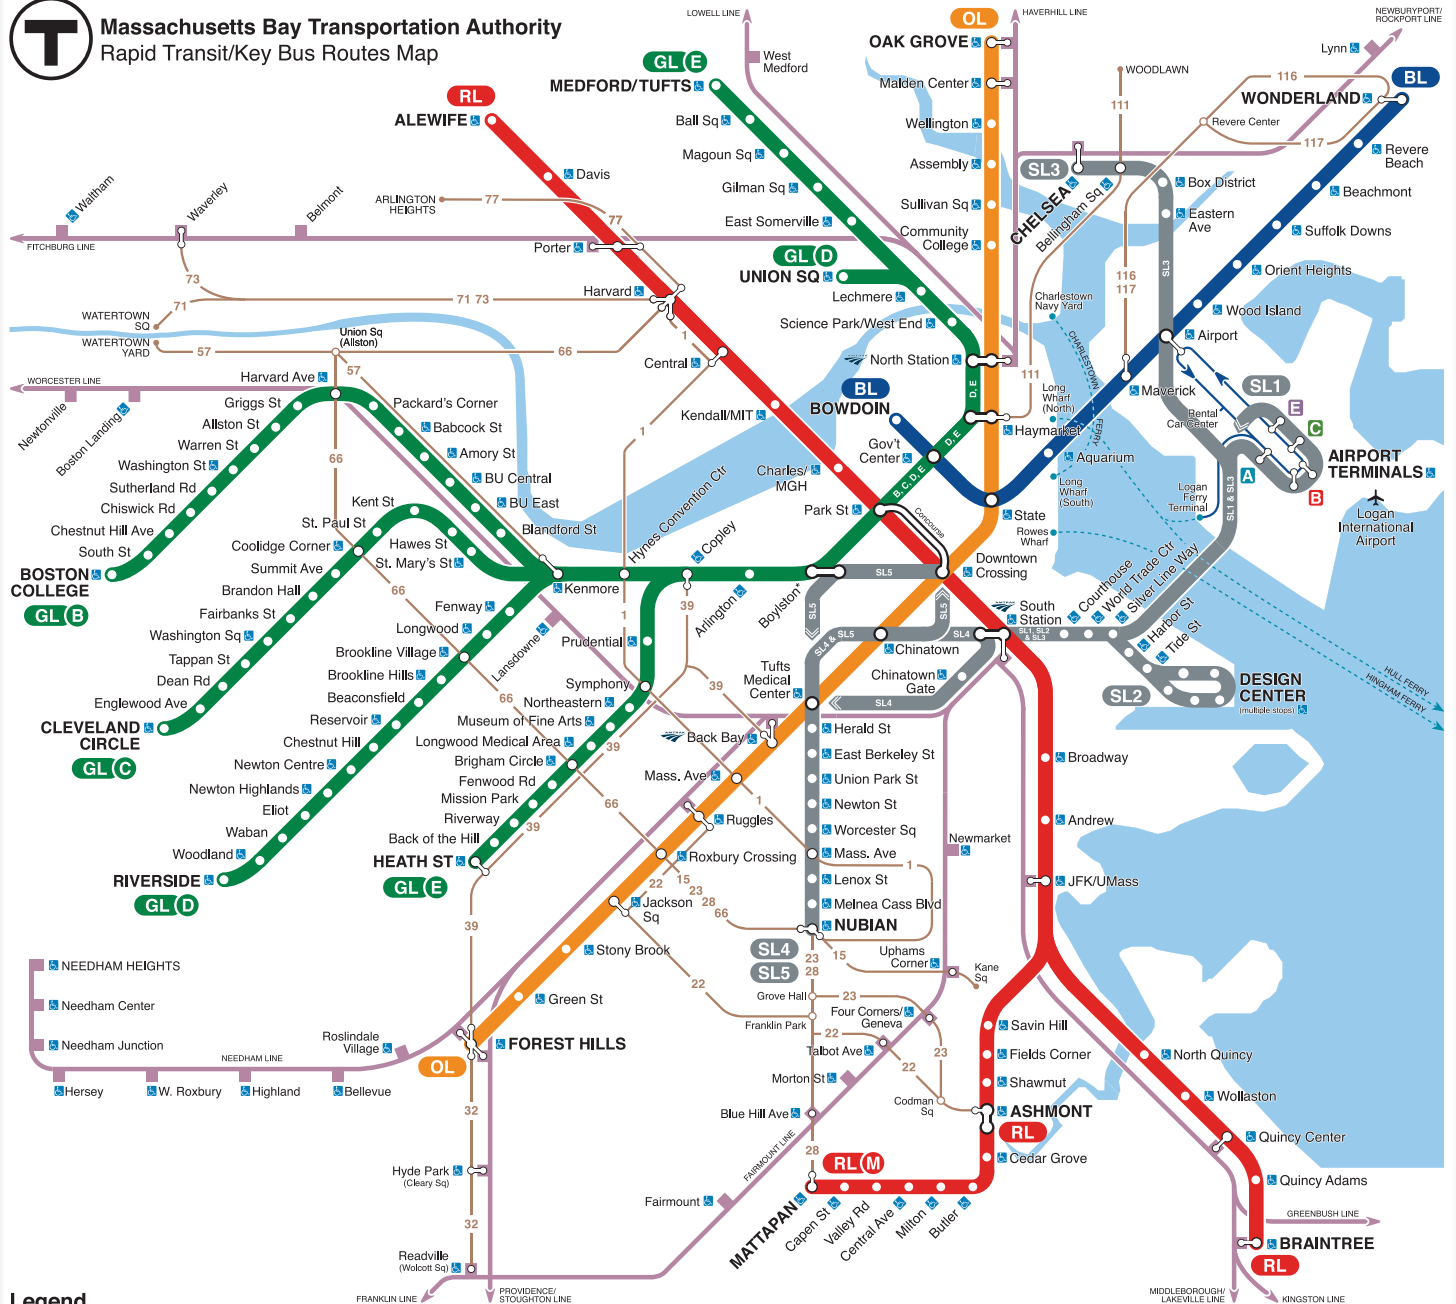 T
Massachusetts Bay Transportation Authority
Rapid Transit/Key Bus Routes Map
LOWELL LINE
West
Medford
OL
OAK GROVE
HAVERHILL LINE
Malden Center
Wellington
Assembly
Sullivan Sq
Community
College
NEWBURYPORT/
ROCKPORT LINE
Lynn
BL
WONDERLAND
116
Revere Center
117
Revere
Beach
Beachmont
Suffolk Downs
Orient Heights
Wood Island
Airport
Maverick
WOODLAWN
111
SL3
CHELSEA
Bellingham Sq
Box District
Eastern
Ave
SL3
116
117
GL E
MEDFORD/TUFTS
Ball Sq
Magoun Sq
Gilman Sq
East Somerville
GL D
UNION SQ
Lechmere
Science Park/West End
North Station
RL
ALEWIFE
Davis
ARLINGTON
HEIGHTS
77
77
Porter
Harvard
Central
Kendall/MIT
Charles/
MGH
Park St
Waltham
Waverley
Belmont
FITCHBURG LINE
73
71
71 73
WATERTOWN
SQ
WATERTOWN
YARD
57
Union Sq
(Allston)
66
57
1
1
WORCESTER LINE
Newtonville
Boston Landing
Harvard Ave
Griggs St
Allston St
Warren St
Washington St
Sutherland Rd
Chiswick Rd
Chestnut Hill Ave
South St
BOSTON
COLLEGE
GL B
Packard's Corner
Babcock St
Amory St
BU Central
BU East
Blandford St
66
Kent St
St. Paul St
Coolidge Corner
Summit Ave
Brandon Hall
Fairbanks St
Washington Sq
Tappan St
Dean Rd
Englewood Ave
CLEVELAND
CIRCLE
GL C
Hawes St
St. Mary's St
66
Kenmore
Hynes Convention Ctr
Copley
Arlington
Boylston*
1
39
BL
BOWDOIN
Gov't
Center
D, E
D, E
B, C, D, E
Haymarket
111
State
Aquarium
Downtown
Crossing
Concourse
Charlestown
Navy Yard
CHARLESTOWN
FERRY
Long
Wharf
(North)
Long
Wharf
(South)
Rowes
Wharf
Logan
Ferry
Terminal
Rental
Car Center
SL1
E
C
A
B
AIRPORT
TERMINALS
Logan
International
Airport
SL1 & SL3
HULL FERRY
HINGHAM FERRY
SL5
SL5
SL5
SL4 & SL5
SL4
SL4
Chinatown
Chinatown
Gate
South
Station
SL1, SL2
& SL3
Courthouse
World Trade Ctr
Silver Line Way
Harbor St
Tide St
SL2
DESIGN
CENTER
(multiple stops)
Fenway
Longwood
Brookline Village
Brookline Hills
Beaconsfield
Reservoir
Chestnut Hill
Newton Centre
Newton Highlands
Eliot
Waban
Woodland
RIVERSIDE
GL D
Lansdowne
66
Prudential
Symphony
Northeastern
Museum of Fine Arts
Longwood Medical Area
Brigham Circle
Fenwood Rd
Mission Park
Riverway
Back of the Hill
HEATH ST
GL E
39
39
39
39
66
Tufts
Medical
Center
Back Bay
Mass. Ave
Ruggles
Roxbury Crossing
Jackson
Sq
Stony Brook
Green St
FOREST HILLS
OL
22
15
23
28
66
1
1
Herald St
East Berkeley St
Union Park St
Newton St
Worcester Sq
Mass. Ave
Lenox St
Melnea Cass Blvd
NUBIAN
SL4
SL5
23
28
15
22
Newmarket
Uphams
Corner
Kane
Sq
Grove Hall
23
Franklin Park
22
Four Corners/
Geneva
Talbot Ave
23
22
Morton St
Codman
Sq
Blue Hill Ave
28
FAIRMOUNT LINE
Fairmount
Broadway
Andrew
JFK/UMass
Savin Hill
Fields Corner
Shawmut
ASHMONT
RL
Cedar Grove
RL M
MATTAPAN
Capen St
Valley Rd
Central Ave
Milton
Butler
North Quincy
Wollaston
Quincy Center
Quincy Adams
GREENBUSH LINE
BRAINTREE
RL
MIDDLEBOROUGH/
LAKEVILLE LINE
KINGSTON LINE
NEEDHAM HEIGHTS
Needham Center
Needham Junction
NEEDHAM LINE
Hersey
W. Roxbury
Highland
Bellevue
Roslindale
Village
32
Hyde Park
(Cleary Sq)
32
Readville
(Wolcott Sq)
FRANKLIN LINE
PROVIDENCE/
STOUGHTON LINE
Legend